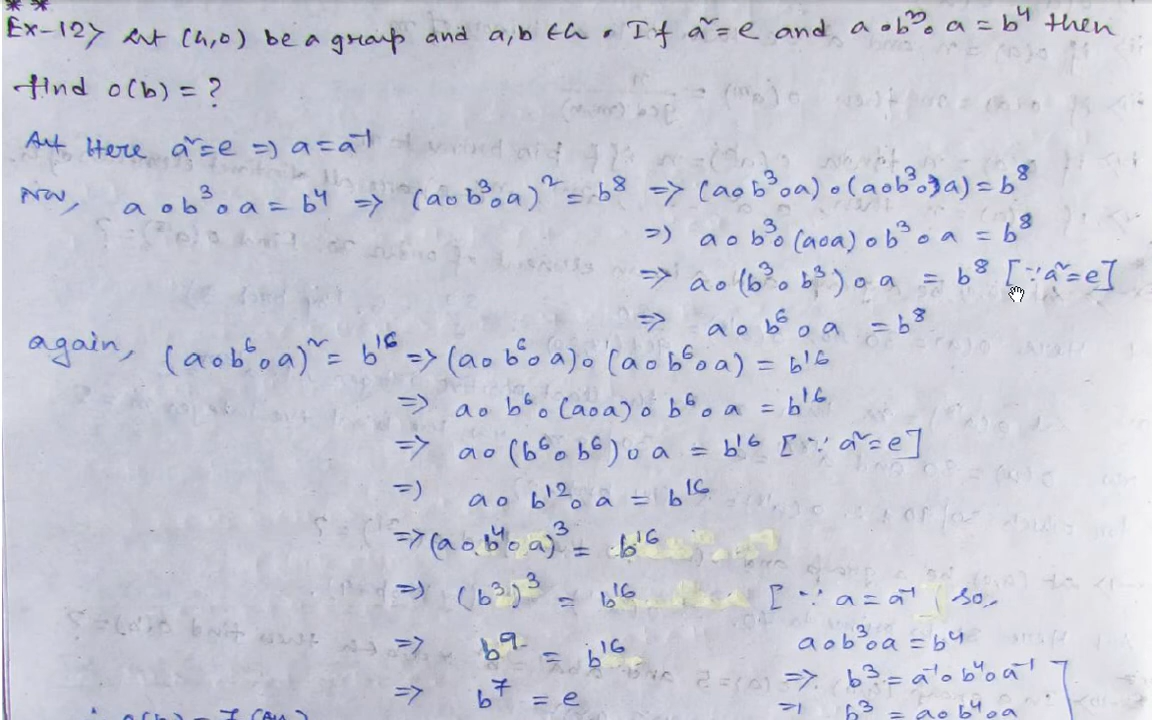 **
Ex-12> Let (G,o) be a group and a,b ∈ G. If a²=e and a o b³ o a = b⁴ then
find o(b) = ?
Ans Here a²=e => a = a⁻¹
Now, a o b³ o a = b⁴ => (a o b³ o a)² = b⁸ => (a o b³ o a) o (a o b³ o a) = b⁸
=> a o b³ o (a o a) o b³ o a = b⁸
=> a o (b³ o b³) o a = b⁸ [∵ a²=e]
=> a o b⁶ o a = b⁸
again, (a o b⁶ o a)² = b¹⁶ => (a o b⁶ o a) o (a o b⁶ o a) = b¹⁶
=> a o b⁶ o (a o a) o b⁶ o a = b¹⁶
=> a o (b⁶ o b⁶) o a = b¹⁶ [∵ a²=e]
=> a o b¹² o a = b¹⁶
=> (a o b⁴ o a)³ = b¹⁶
=> (b³)³ = b¹⁶ [∵ a = a⁻¹ so,
=> b⁹ = b¹⁶ a o b³ o a = b⁴
=> b⁷ = e => b³ = a⁻¹ o b⁴ o a⁻¹
∴ o(b) = 7 (Ans) => b³ = a o b⁴ o a